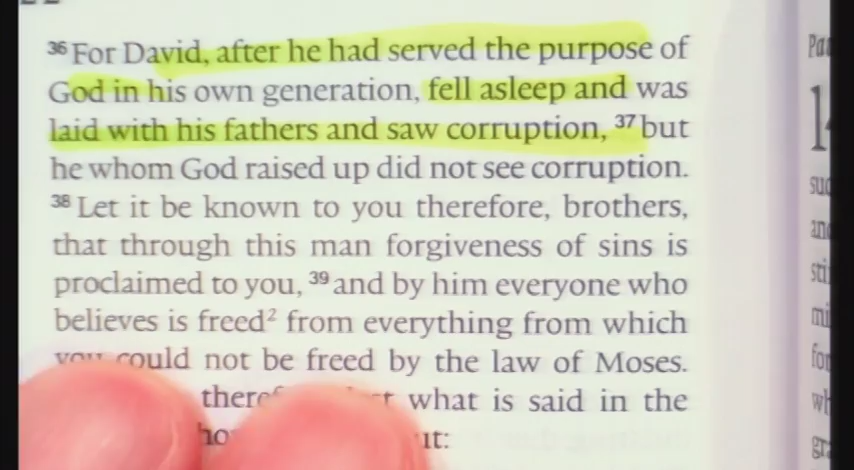 ³⁶ For David, after he had served the purpose of
God in his own generation, fell asleep and was
laid with his fathers and saw corruption, ³⁷ but
he whom God raised up did not see corruption.
³⁸ Let it be known to you therefore, brothers,
that through this man forgiveness of sins is
proclaimed to you, ³⁹ and by him everyone who
believes is freed² from everything from which
you could not be freed by the law of Moses.
what is said in the